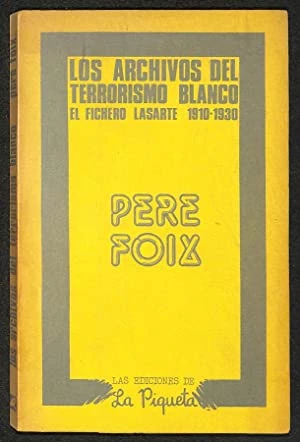 LOS ARCHIVOS DEL
TERRORISMO BLANCO
EL FICHERO LASARTE 1910-1930
PERE
FOIX
LAS EDICIONES DE
La Piqueta